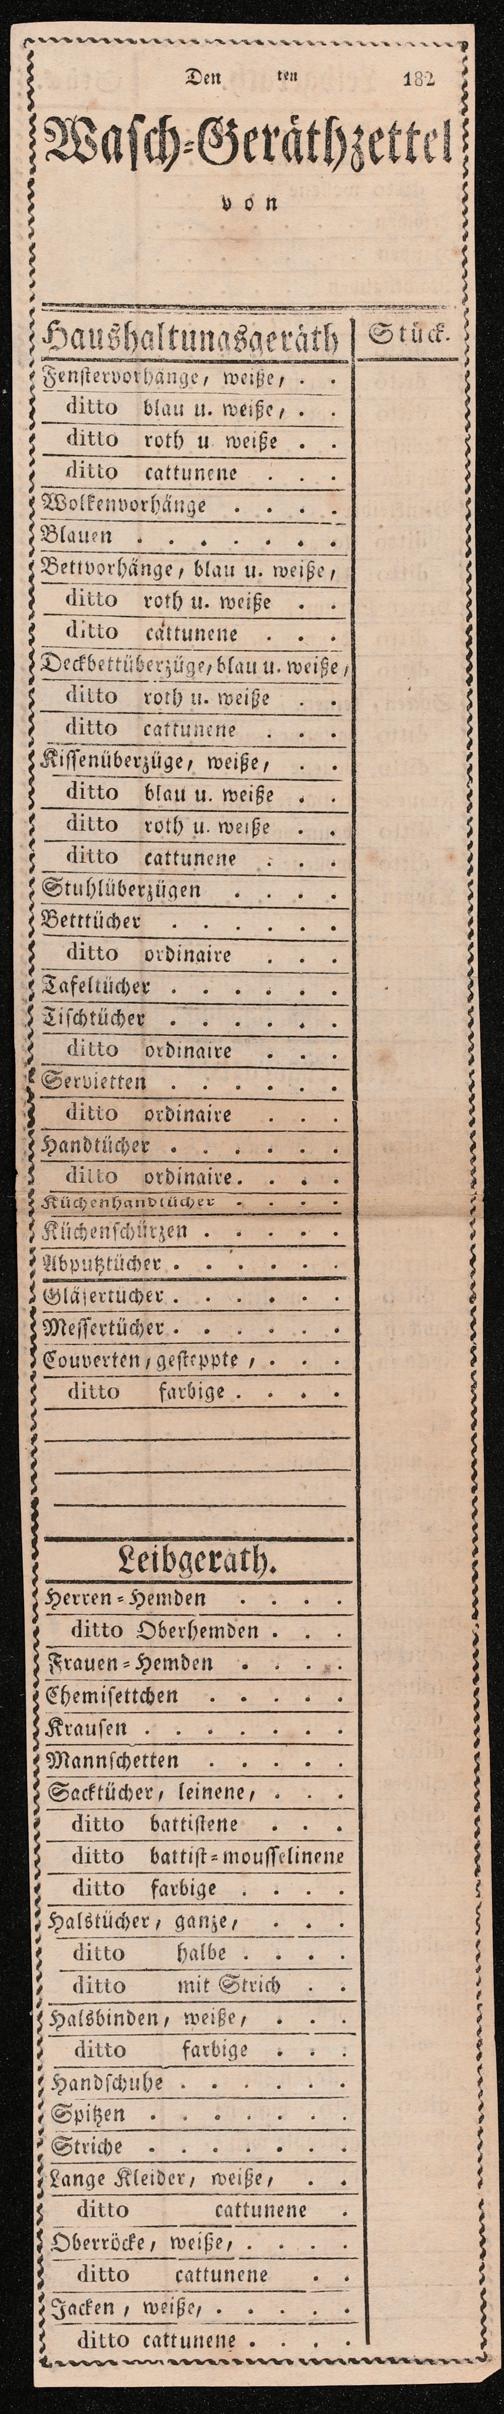 Den ten 182
Wasch-Geräthzettel
von
Haushaltungsgeräth Stück.
Fenstervorhänge, weiße, . .
ditto blau u. weiße, . .
ditto roth u weiße . .
ditto cattunene . . .
Wolkenvorhänge . . . .
Blauen . . . . . . .
Bettvorhänge, blau u. weiße,
ditto roth u. weiße . .
ditto cattunene . . .
Deckbettüberzüge, blau u. weiße,
ditto roth u. weiße . .
ditto cattunene . . .
Kissenüberzüge, weiße, . .
ditto blau u. weiße . .
ditto roth u. weiße . .
ditto cattunene . . .
Stuhlüberzügen . . . .
Betttücher . . . . . .
ditto ordinaire . . .
Tafeltücher . . . . . .
Tischtücher . . . . . .
ditto ordinaire . . .
Servietten . . . . . .
ditto ordinaire . . .
Handtücher . . . . . .
ditto ordinaire. . . .
Küchenhandtücher . . . .
Küchenschürzen . . . . .
Abputztücher . . . . . .
Gläsertücher . . . . . .
Messertücher . . . . . .
Couverten, gesteppte , . . .
ditto farbige . . . .
Leibgeräth.
Herren-Hemden . . . .
ditto Oberhemden . . .
Frauen-Hemden . . . .
Chemisettchen . . . . .
Krausen . . . . . . .
Mannschetten . . . . .
Sacktücher, leinene, . . .
ditto battistene . . .
ditto battist-mousselinene
ditto farbige . . . .
Halstücher, ganze, . . .
ditto halbe . . . .
ditto mit Strich . .
Halsbinden, weiße, . . .
ditto farbige . . .
Handschuhe . . . . . .
Spitzen . . . . . . .
Striche . . . . . . .
Lange Kleider, weiße, . .
ditto cattunene .
Oberröcke, weiße, . . . .
ditto cattunene . .
Jacken , weiße, . . . . .
ditto cattunene . . . .